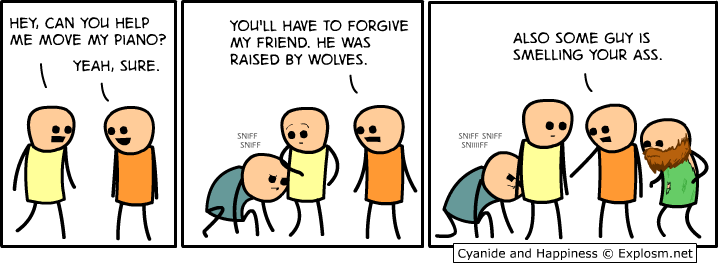 HEY, CAN YOU HELP
ME MOVE MY PIANO?
YEAH, SURE.
YOU'LL HAVE TO FORGIVE
MY FRIEND. HE WAS
RAISED BY WOLVES.
SNIFF
SNIFF
ALSO SOME GUY IS
SMELLING YOUR ASS.
SNIFF SNIFF
SNIIIIFF
Cyanide and Happiness © Explosm.net